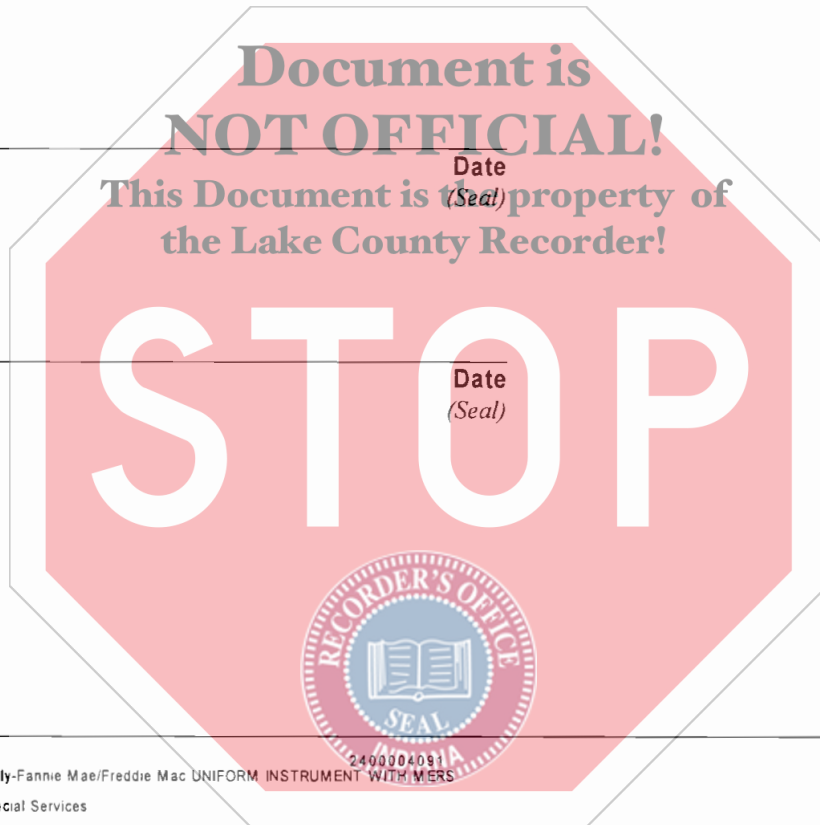 Document is
NOT OFFICIAL!
Date
This Document is the property of
(Seal)
the Lake County Recorder!
STOP
Date
(Seal)
RECORDER'S OFFICE
SEAL
INDIANA
2400004091
ly-Fannie Mae/Freddie Mac UNIFORM INSTRUMENT WITH MERS
cial Services